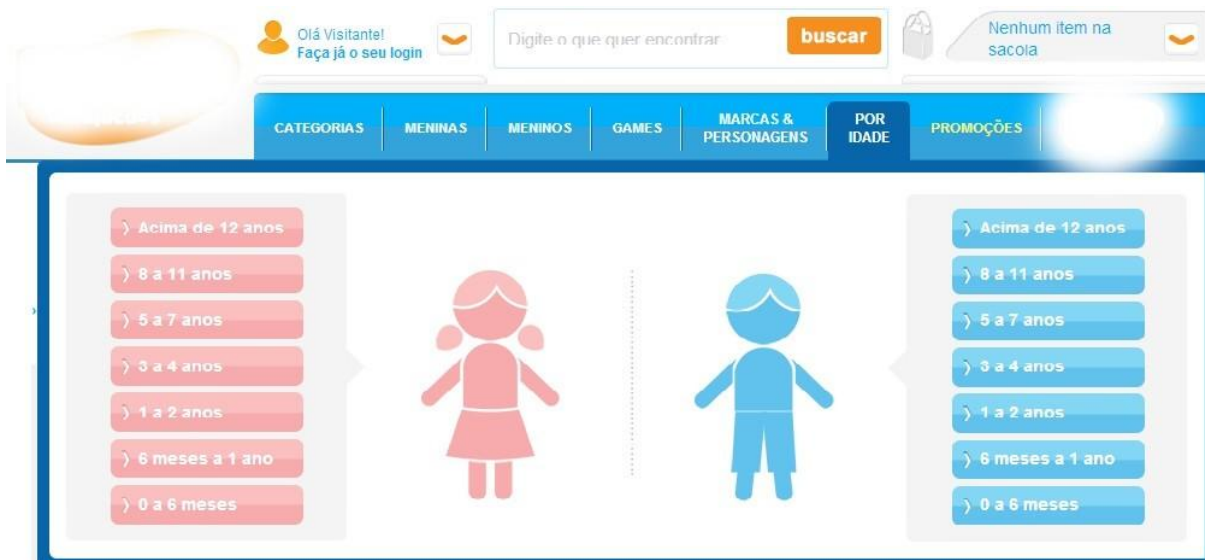 Olá Visitante!
Faça já o seu login
Digite o que quer encontrar
buscar
Nenhum item na
sacola
CATEGORIAS
MENINAS
MENINOS
GAMES
MARCAS &
PERSONAGENS
POR
IDADE
PROMOÇÕES
Acima de 12 anos
8 a 11 anos
5 a 7 anos
3 a 4 anos
1 a 2 anos
6 meses a 1 ano
0 a 6 meses
Acima de 12 anos
8 a 11 anos
5 a 7 anos
3 a 4 anos
1 a 2 anos
6 meses a 1 ano
0 a 6 meses